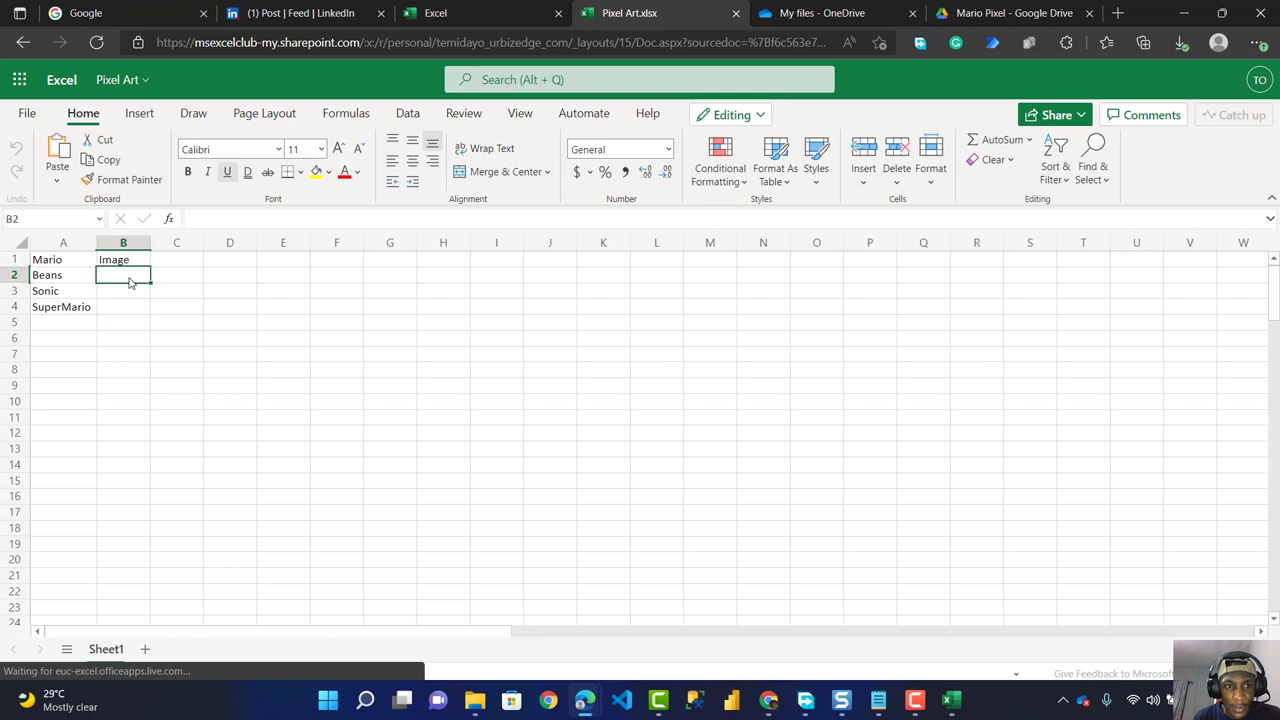 Google
(1) Post | Feed | LinkedIn
Excel
Pixel Art.xlsx
My files - OneDrive
Mario Pixel - Google Drive
https://msexcelclub-my.sharepoint.com/:x:/r/personal/temidayo_urbizedge_com/_layouts/15/Doc.aspx?sourcedoc=%7Bf6c563e7...
Excel
Pixel Art
Search (Alt + Q)
TO
File
Home
Insert
Draw
Page Layout
Formulas
Data
Review
View
Automate
Help
Editing
Share
Comments
Catch up
Undo
Paste
Cut
Copy
Format Painter
Clipboard
Calibri
11
Font
Wrap Text
Merge & Center
Alignment
General
Number
Conditional Formatting
Format As Table
Styles
Styles
Insert
Delete
Format
Cells
AutoSum
Clear
Sort & Filter
Find & Select
Editing
B2
fx
A B C D E F G H I J K L M N O P Q R S T U V W
1 Mario Image
2 Beans
3 Sonic
4 SuperMario
5
6
7
8
9
10
11
12
13
14
15
16
17
18
19
20
21
22
23
24
Sheet1
Waiting for euc-excel.officeapps.live.com...
Give Feedback to Microsoft
29°C
Mostly clear